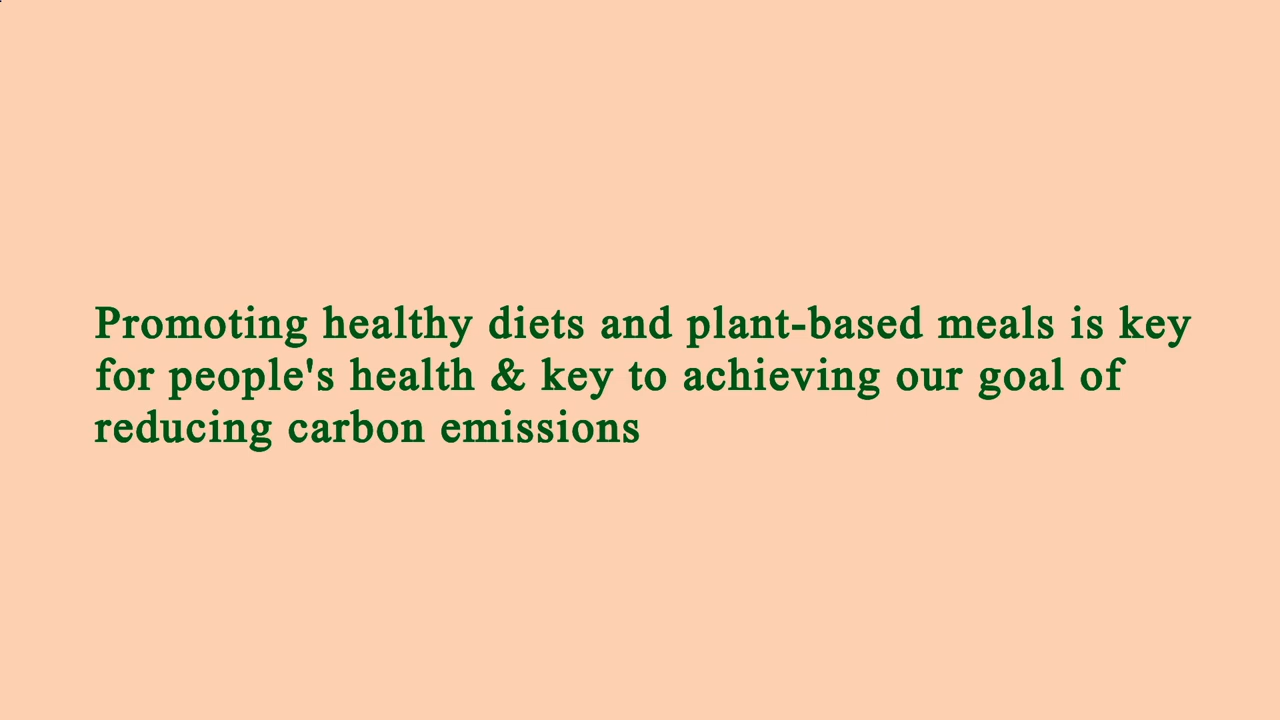 Promoting healthy diets and plant-based meals is key
for people's health & key to achieving our goal of
reducing carbon emissions